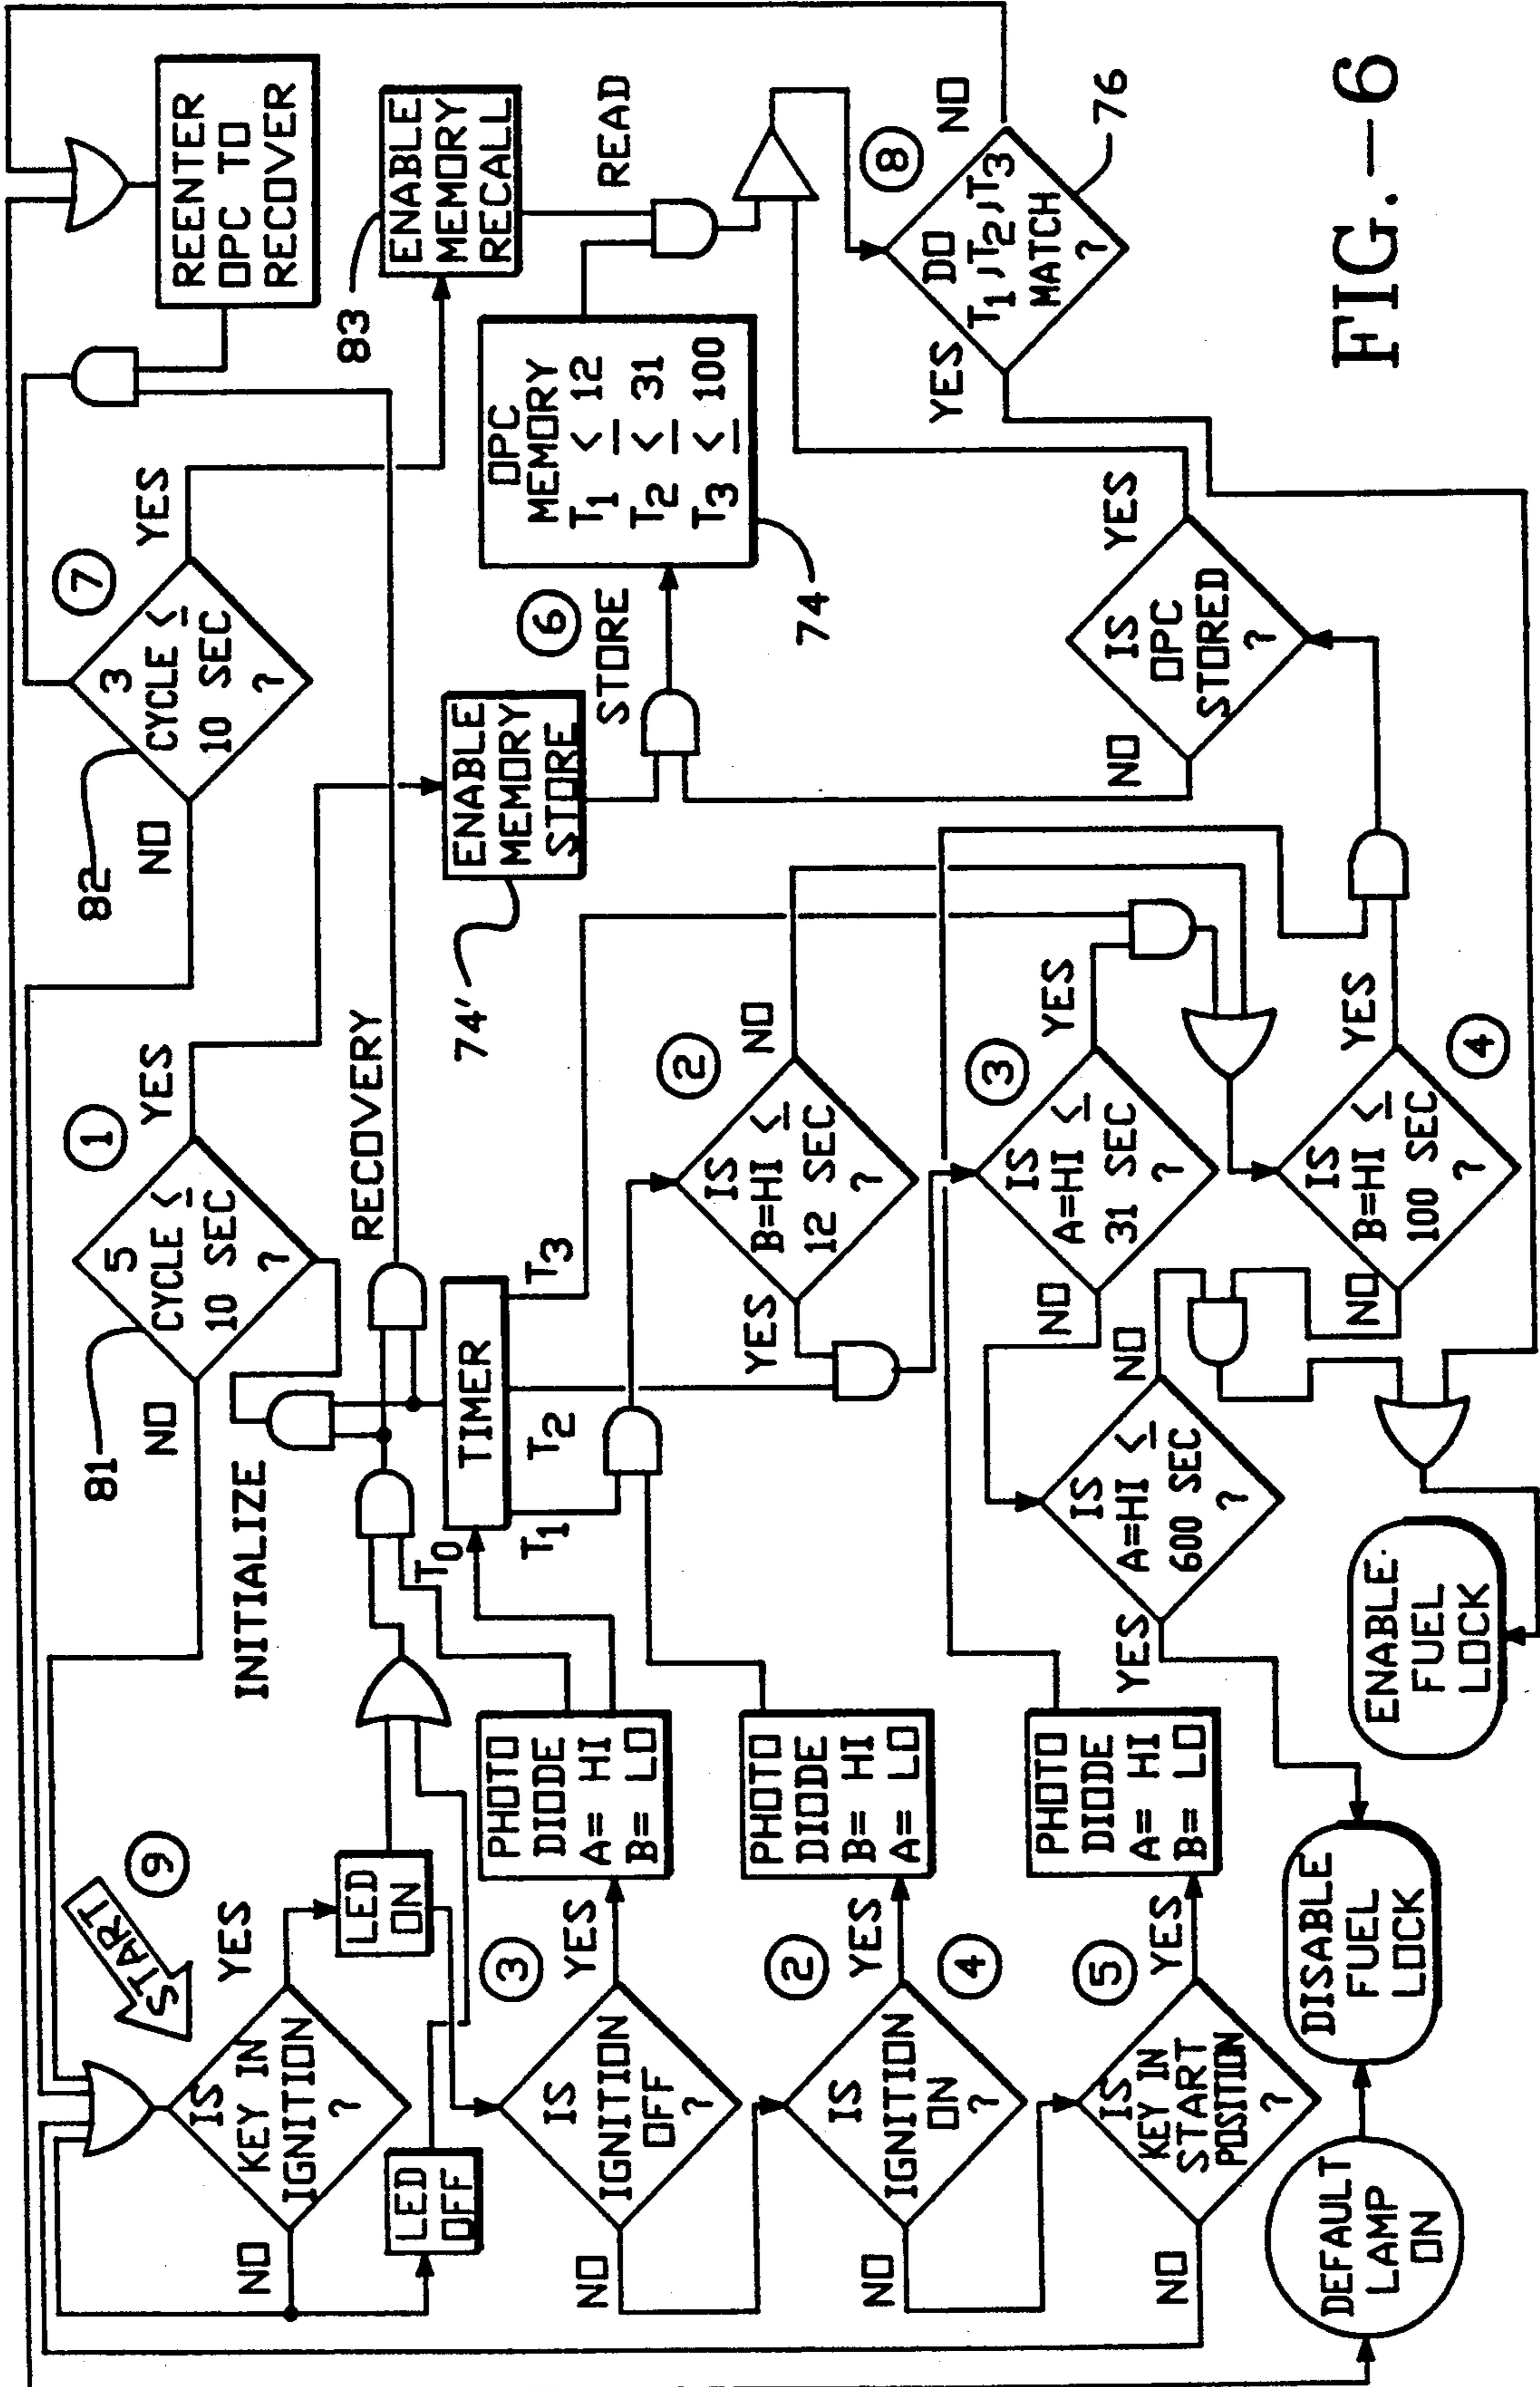 START
9
IS
KEY IN
IGNITION
?
YES
NO
LED
ON
LED
OFF
3
IS
IGNITION
OFF
?
YES
NO
PHOTO
DIODE
A= HI
B= LO
2
IS
IGNITION
ON
?
YES
4
NO
PHOTO
DIODE
B= HI
A= LO
5
IS
KEY IN
START
POSITION
?
YES
NO
PHOTO
DIODE
A= HI
B= LO
DEFAULT
LAMP
ON
DISABLE
FUEL
LOCK
ENABLE
FUEL
LOCK
INITIALIZE
T0
TIMER
T1
T2
T3
RECOVERY
81
1
5
CYCLE ≤
10 SEC
?
YES
NO
2
IS
B=HI ≤
12 SEC
?
YES
NO
3
IS
A=HI ≤
31 SEC
?
YES
NO
IS
A=HI ≤
600 SEC
?
YES
NO
4
IS
B=HI ≤
100 SEC
?
YES
NO
82
7
3
CYCLE ≤
10 SEC
?
YES
NO
74'
ENABLE
MEMORY
STORE
6
STORE
OPC
MEMORY
T1 ≤ 12
T2 ≤ 31
T3 ≤ 100
74
IS
OPC
STORED
?
YES
NO
REENTER
OPC TO
RECOVER
83
ENABLE
MEMORY
RECALL
READ
8
DO
T1,T2,T3
MATCH
?
YES
NO
76
FIG.-6